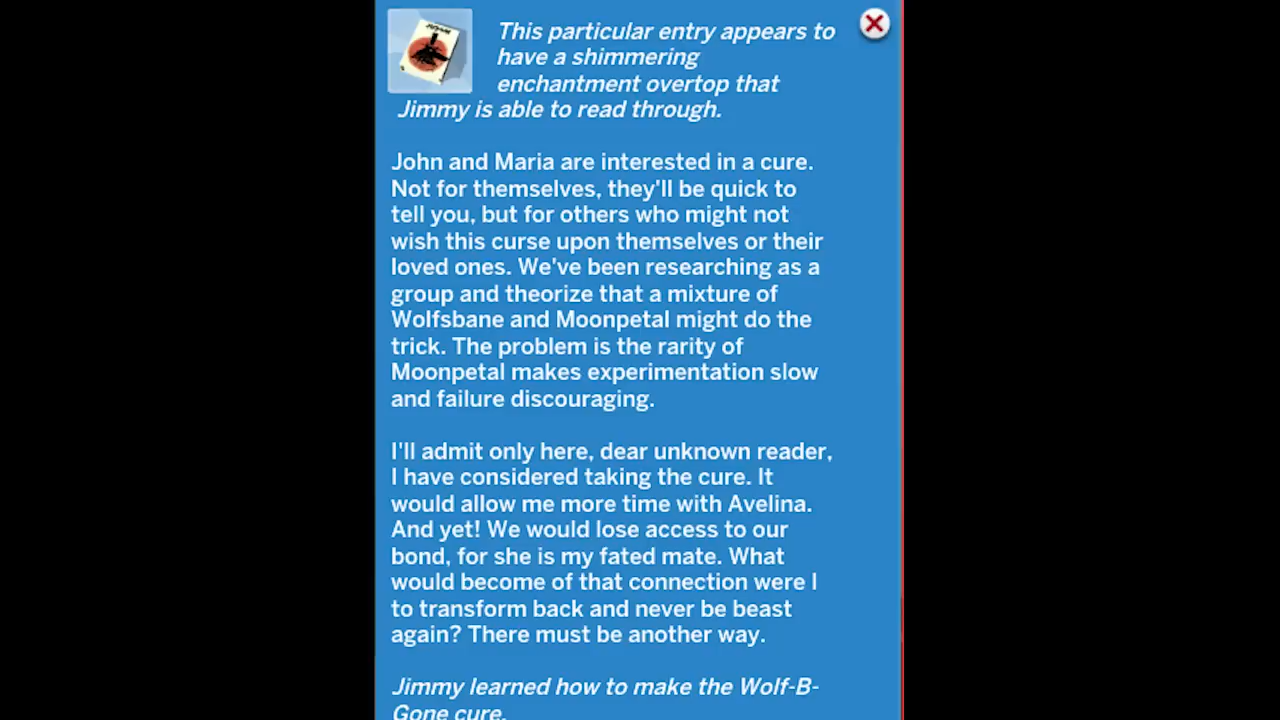 This particular entry appears to
have a shimmering
enchantment overtop that
Jimmy is able to read through.
John and Maria are interested in a cure.
Not for themselves, they'll be quick to
tell you, but for others who might not
wish this curse upon themselves or their
loved ones. We've been researching as a
group and theorize that a mixture of
Wolfsbane and Moonpetal might do the
trick. The problem is the rarity of
Moonpetal makes experimentation slow
and failure discouraging.
I'll admit only here, dear unknown reader,
I have considered taking the cure. It
would allow me more time with Avelina.
And yet! We would lose access to our
bond, for she is my fated mate. What
would become of that connection were I
to transform back and never be beast
again? There must be another way.
Jimmy learned how to make the Wolf-B-
Gone cure.